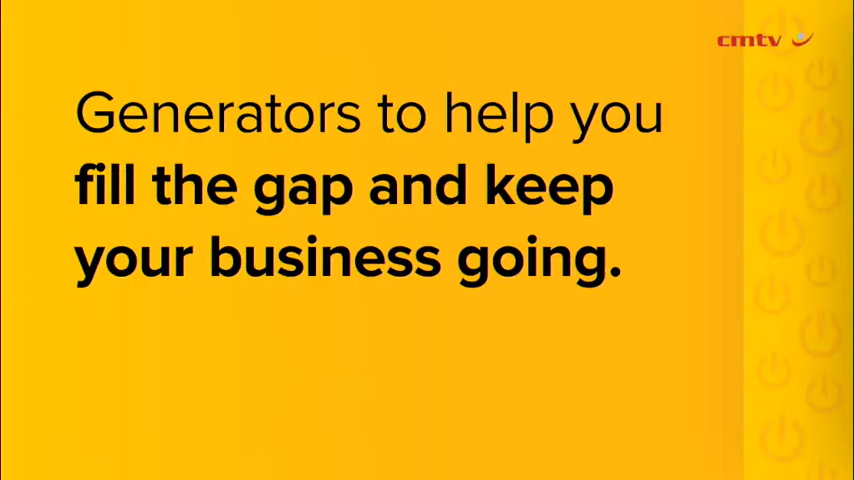 cmtv
Generators to help you
fill the gap and keep
your business going.